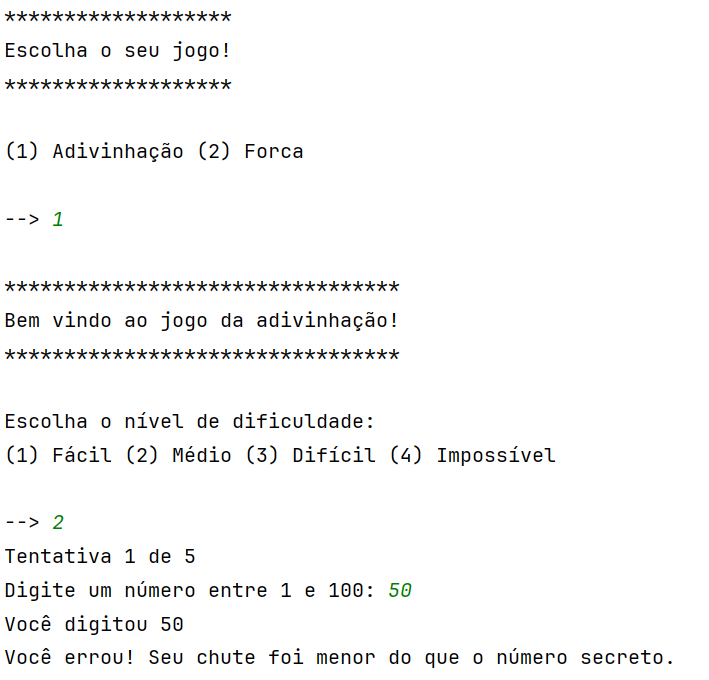 *******************
Escolha o seu jogo!
*******************
(1) Adivinhação (2) Forca
--> 1
*********************************
Bem vindo ao jogo da adivinhação!
*********************************
Escolha o nível de dificuldade:
(1) Fácil (2) Médio (3) Difícil (4) Impossível
--> 2
Tentativa 1 de 5
Digite um número entre 1 e 100: 50
Você digitou 50
Você errou! Seu chute foi menor do que o número secreto.